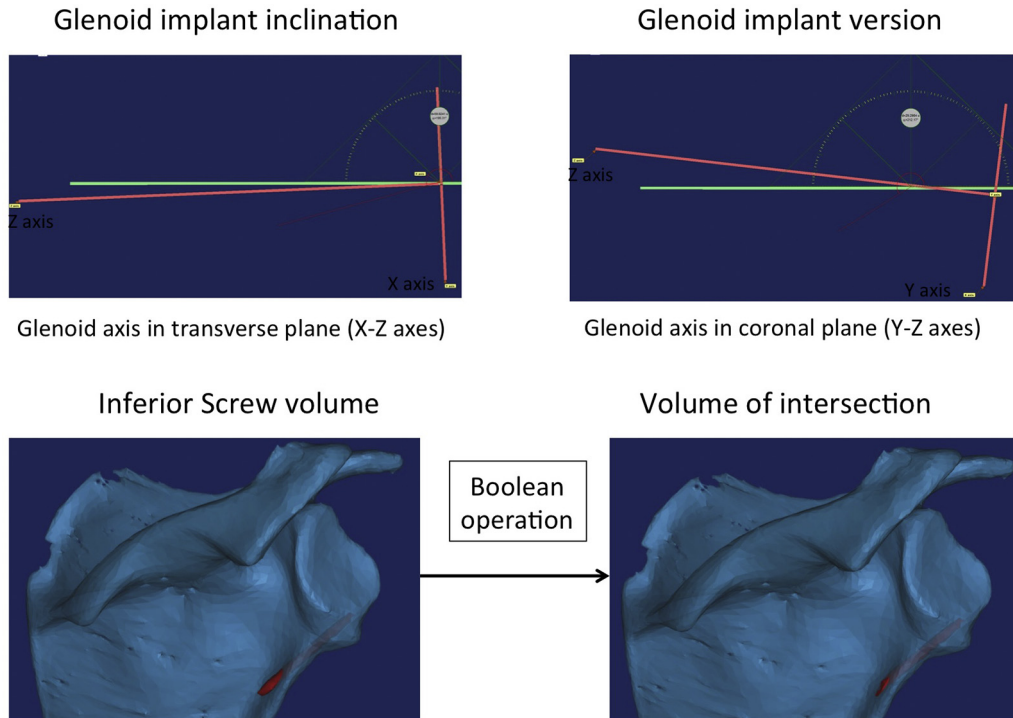 Glenoid implant inclination
Glenoid implant version
Z axis
X axis
Z axis
Y axis
Glenoid axis in transverse plane (X-Z axes)
Glenoid axis in coronal plane (Y-Z axes)
Inferior Screw volume
Volume of intersection
Boolean
operation